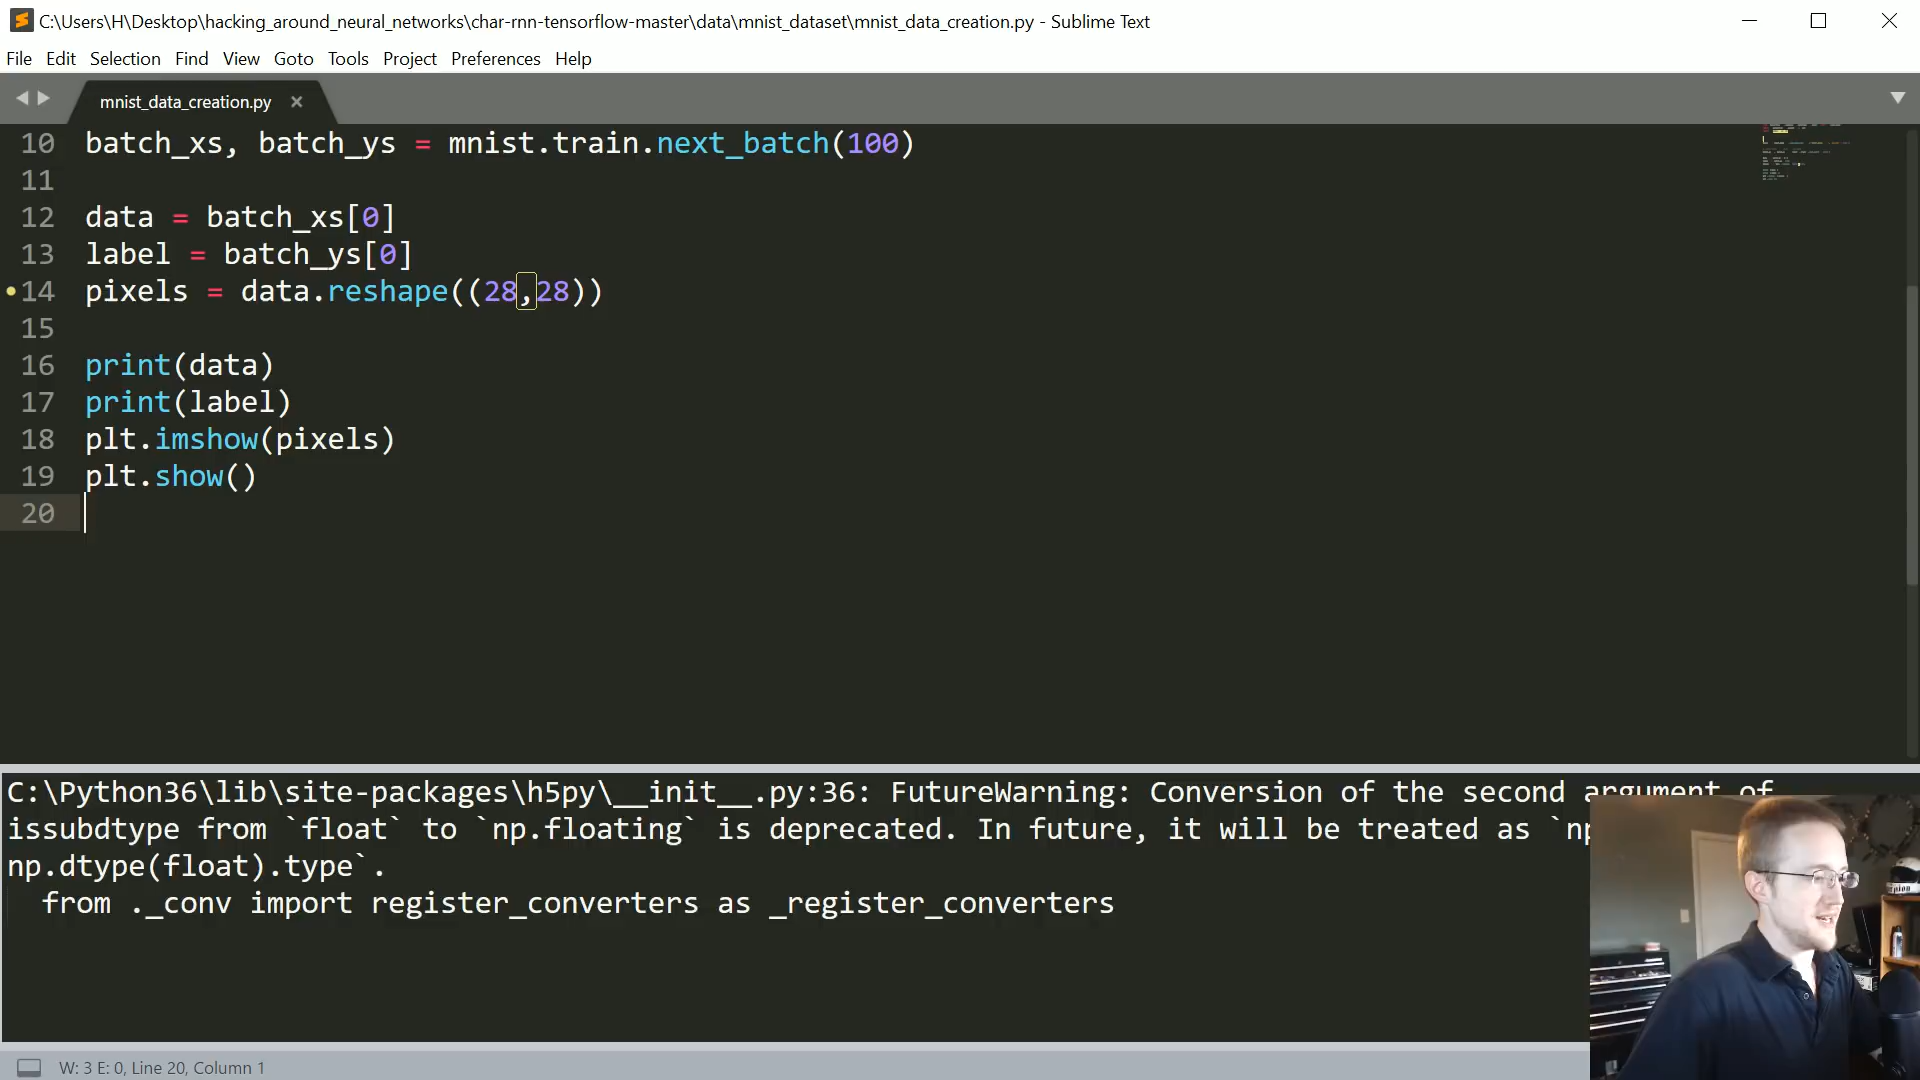 C:\Users\H\Desktop\hacking_around_neural_networks\char-rnn-tensorflow-master\data\mnist_dataset\mnist_data_creation.py - Sublime Text
File Edit Selection Find View Goto Tools Project Preferences Help
mnist_data_creation.py ×
10 batch_xs, batch_ys = mnist.train.next_batch(100)
11
12 data = batch_xs[0]
13 label = batch_ys[0]
14 pixels = data.reshape((28,28))
15
16 print(data)
17 print(label)
18 plt.imshow(pixels)
19 plt.show()
20
C:\Python36\lib\site-packages\h5py\__init__.py:36: FutureWarning: Conversion of the second argument of
issubdtype from `float` to `np.floating` is deprecated. In future, it will be treated as `np
np.dtype(float).type`.
from ._conv import register_converters as _register_converters
W: 3 E: 0, Line 20, Column 1